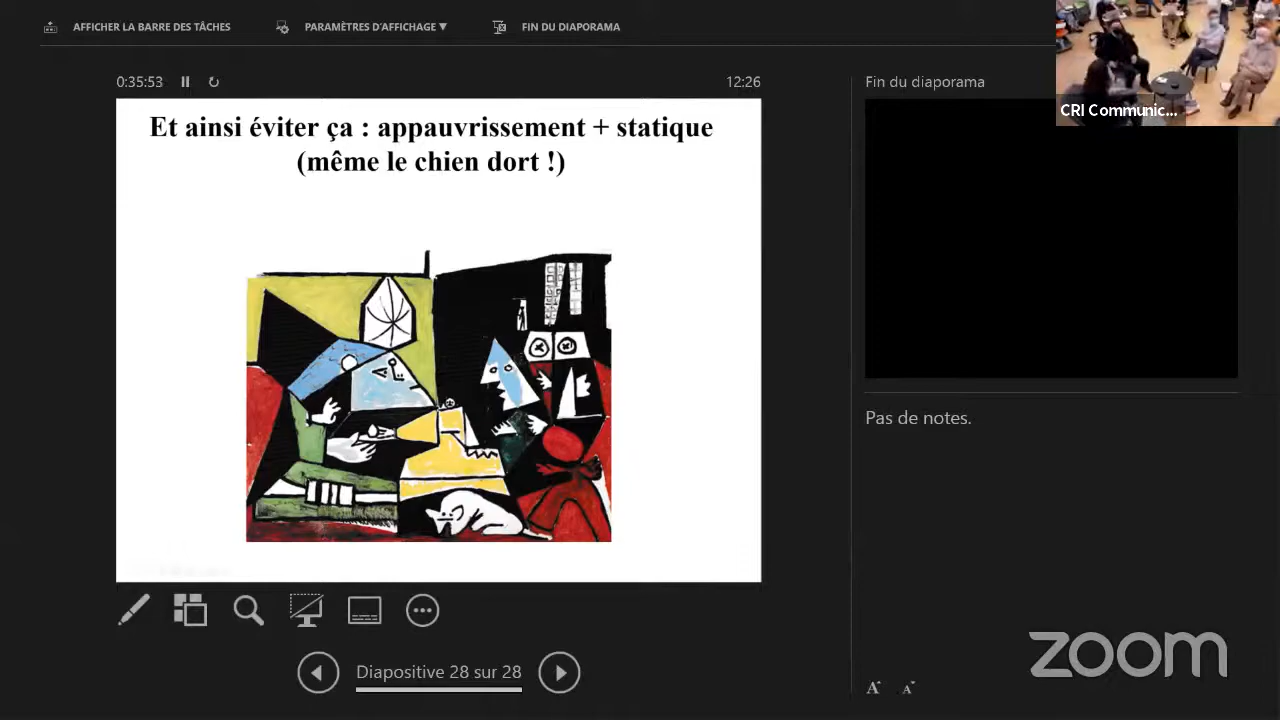 AFFICHER LA BARRE DES TÂCHES
PARAMÈTRES D'AFFICHAGE ▼
FIN DU DIAPORAMA
0:35:53
12:26
Fin du diaporama
CRI Communic...
Et ainsi éviter ça : appauvrissement + statique
(même le chien dort !)
Pas de notes.
Diapositive 28 sur 28
A A
zoom